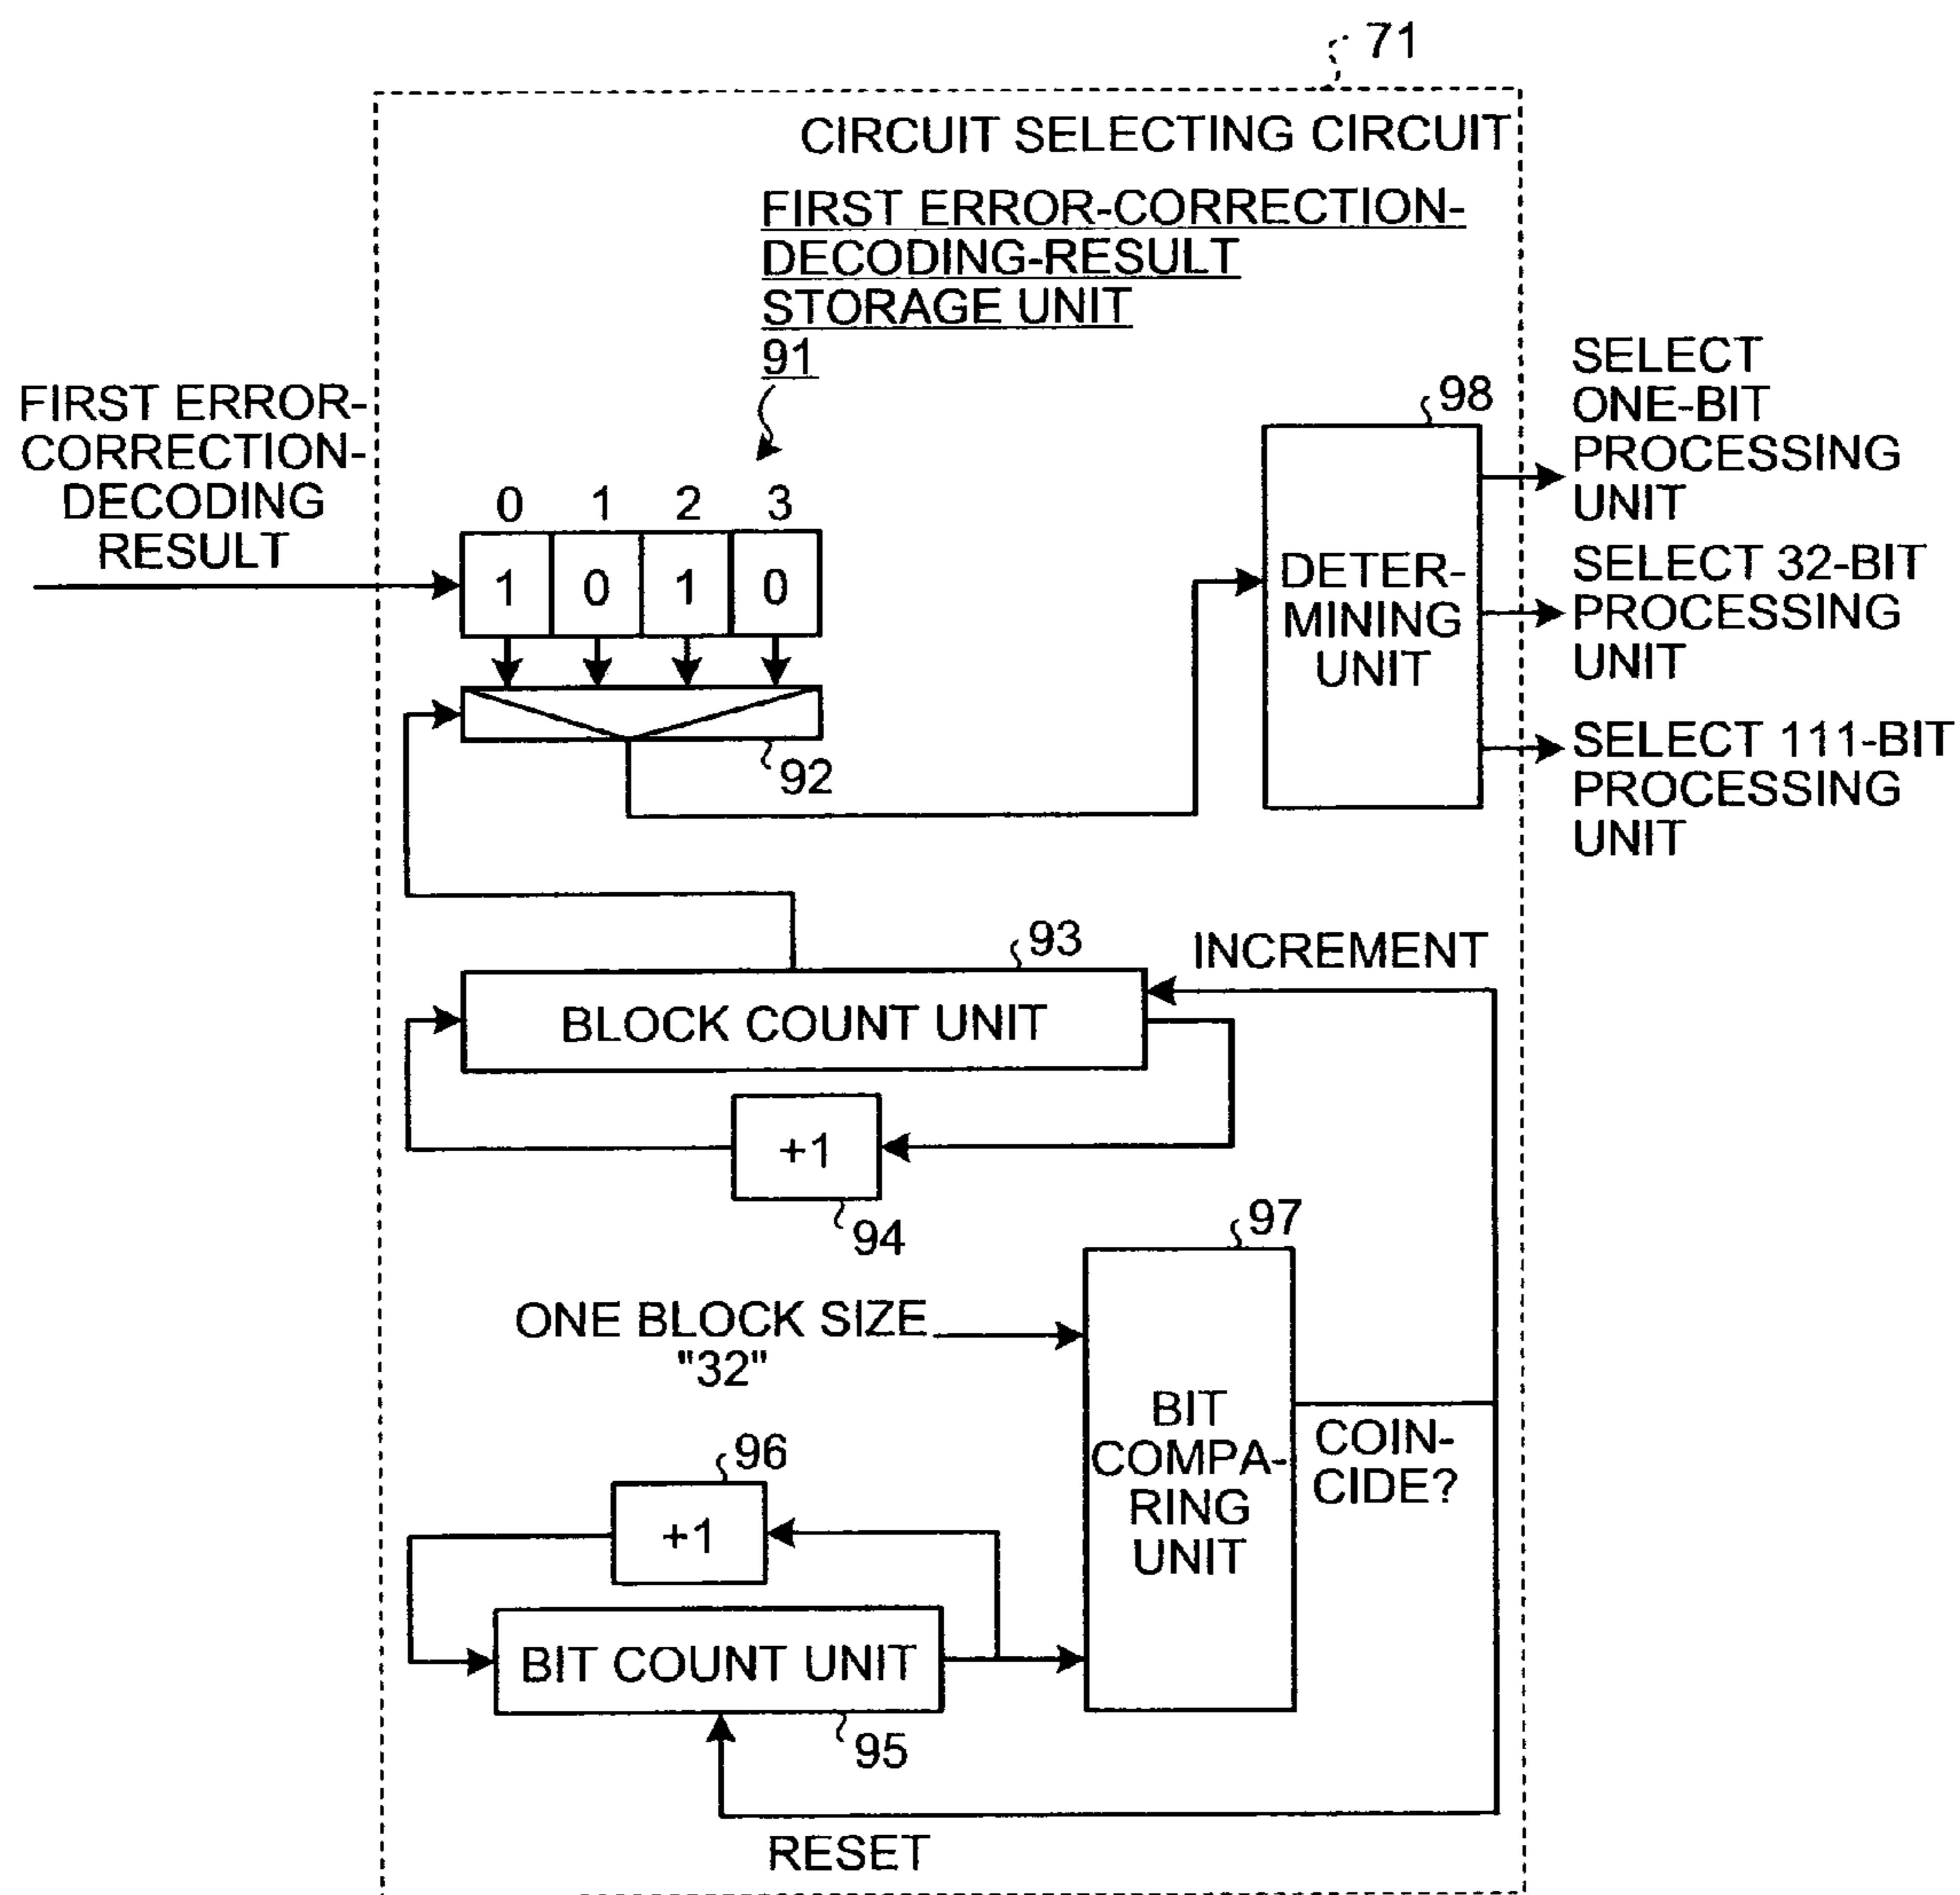 71
CIRCUIT SELECTING CIRCUIT
FIRST ERROR-CORRECTION-
DECODING-RESULT
STORAGE UNIT
91
FIRST ERROR-
CORRECTION-
DECODING
RESULT
0 1 2 3
1 0 1 0
92
98
DETER-
MINING
UNIT
SELECT
ONE-BIT
PROCESSING
UNIT
SELECT 32-BIT
PROCESSING
UNIT
SELECT 111-BIT
PROCESSING
UNIT
93
INCREMENT
BLOCK COUNT UNIT
+1
94
97
ONE BLOCK SIZE
"32"
BIT
COMPA-
RING
UNIT
COIN-
CIDE?
96
+1
BIT COUNT UNIT
95
RESET